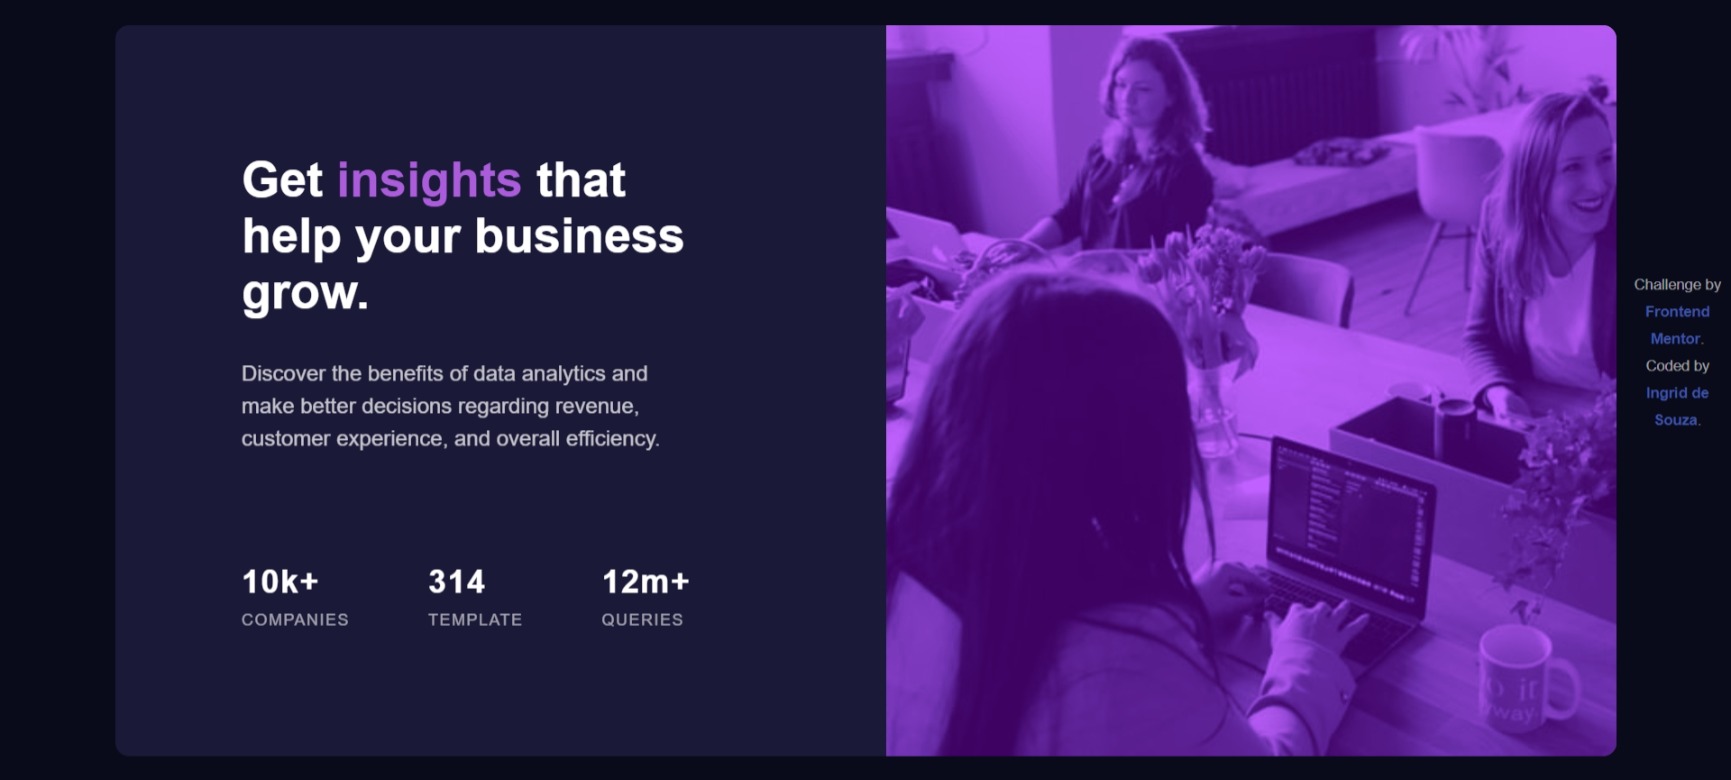 Get insights that
help your business
grow.
Discover the benefits of data analytics and
make better decisions regarding revenue,
customer experience, and overall efficiency.
10k+
COMPANIES
314
TEMPLATE
12m+
QUERIES
Challenge by
Frontend
Mentor.
Coded by
Ingrid de
Souza.